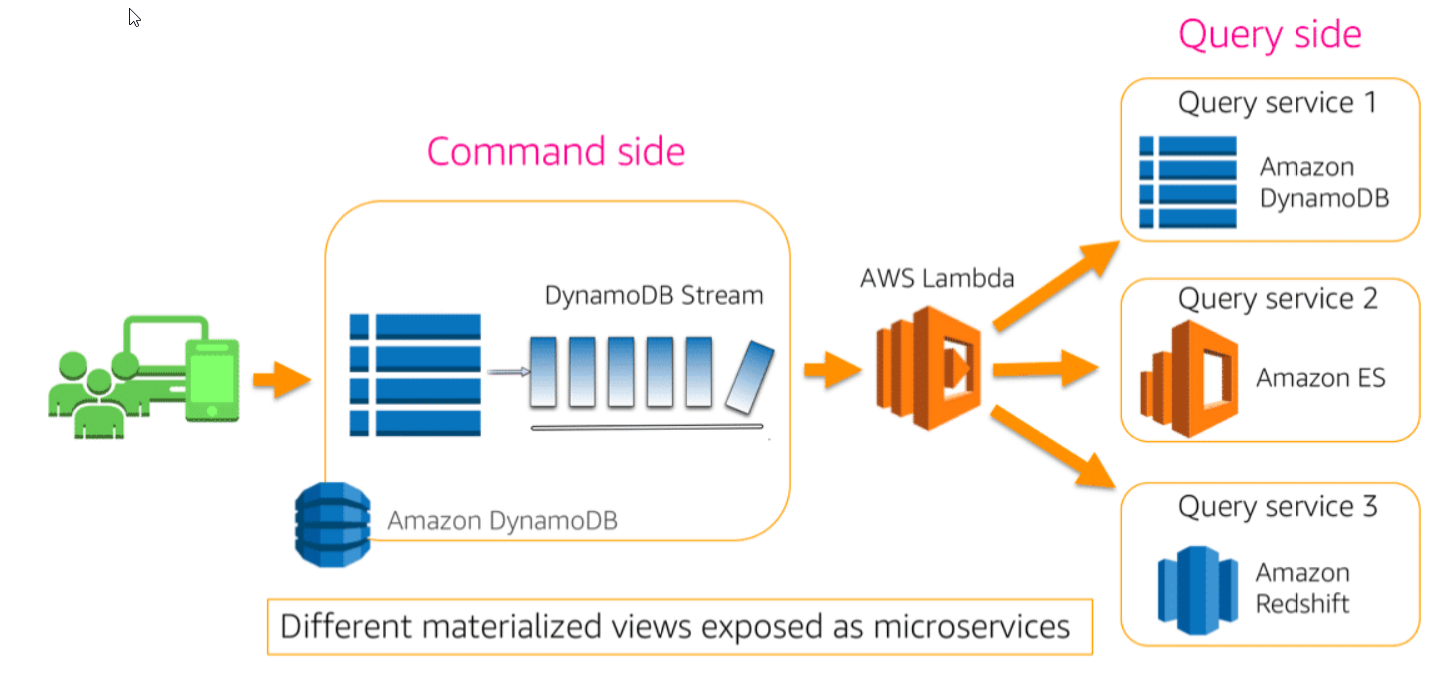 Query side
Query service 1
Amazon
DynamoDB
Command side
DynamoDB Stream
AWS Lambda
Query service 2
Amazon ES
Amazon DynamoDB
Query service 3
Amazon
Redshift
Different materialized views exposed as microservices